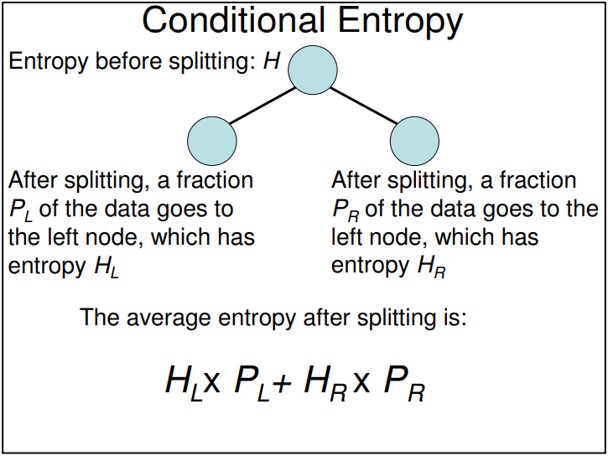 Conditional Entropy
Entropy before splitting: H
After splitting, a fraction
P_L of the data goes to
the left node, which has
entropy H_L
After splitting, a fraction
P_R of the data goes to the
left node, which has
entropy H_R
The average entropy after splitting is:
H_L x P_L + H_R x P_R